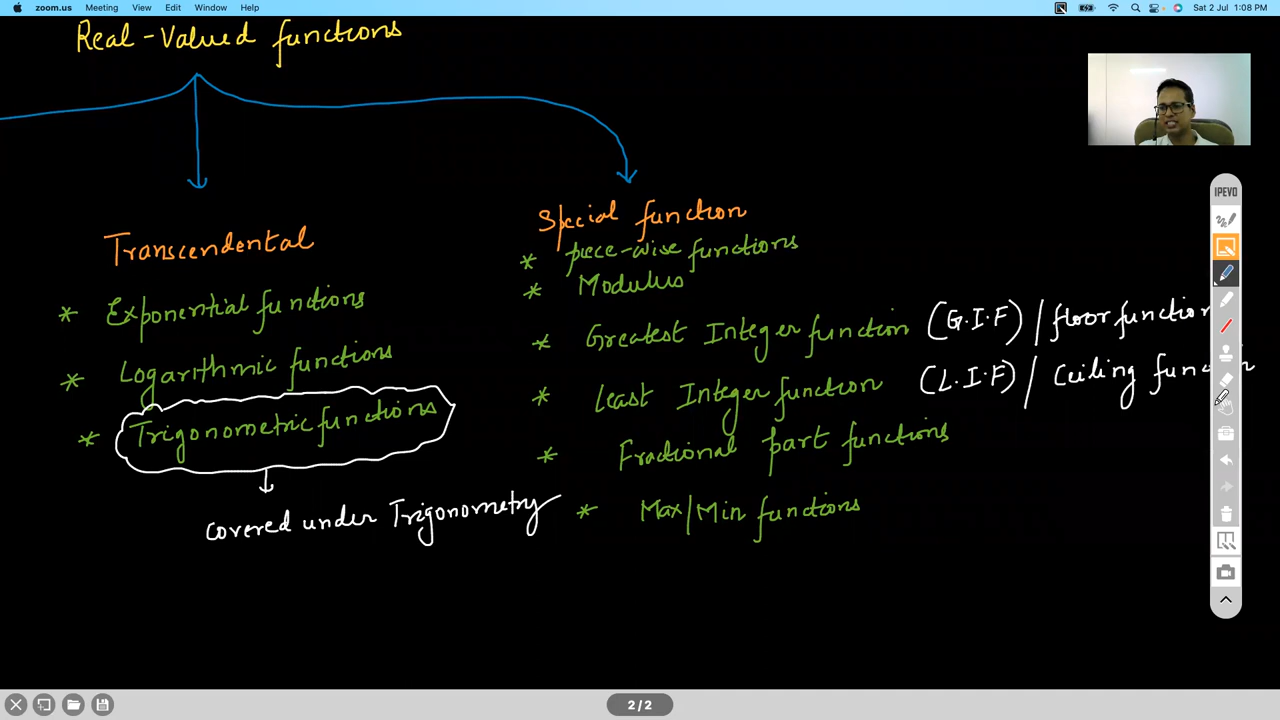 zoom.us Meeting View Edit Window Help Sat 2 Jul 1:08 PM
Real-Valued functions
IPEVO
Transcendental
* Exponential functions
* Logarithmic functions
* Trigonometric functions
covered under Trigonometry
Special function
* piece-wise functions
* Modulus
* Greatest Integer function (G.I.F) / floor function
* Least Integer function (L.I.F) / Ceiling function
* Fractional part functions
* Max/Min functions
2/2